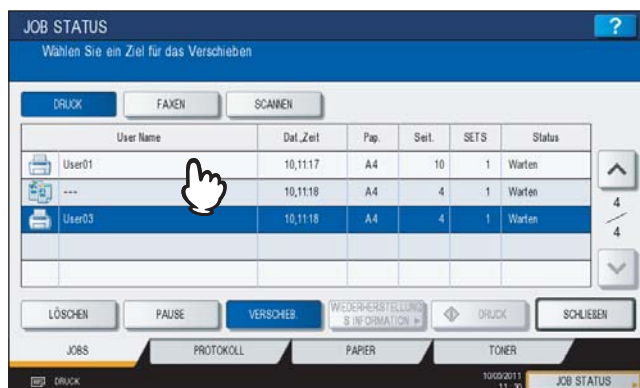 JOB STATUS
?
Wählen Sie ein Ziel für das Verschieben
DRUCK FAXEN SCANNEN
User Name Dat.,Zeit Pap. Seit. SETS Status
User01 10,11:17 A4 10 1 Warten
--- 10,11:18 A4 4 1 Warten
User03 10,11:18 A4 4 1 Warten
4
4
LÖSCHEN PAUSE VERSCHIEB. WIEDERHERSTELLUNG
S INFORMATION DRUCK SCHLIEßEN
JOBS PROTOKOLL PAPIER TONER
DRUCK 10/05/2011
11:30 JOB STATUS